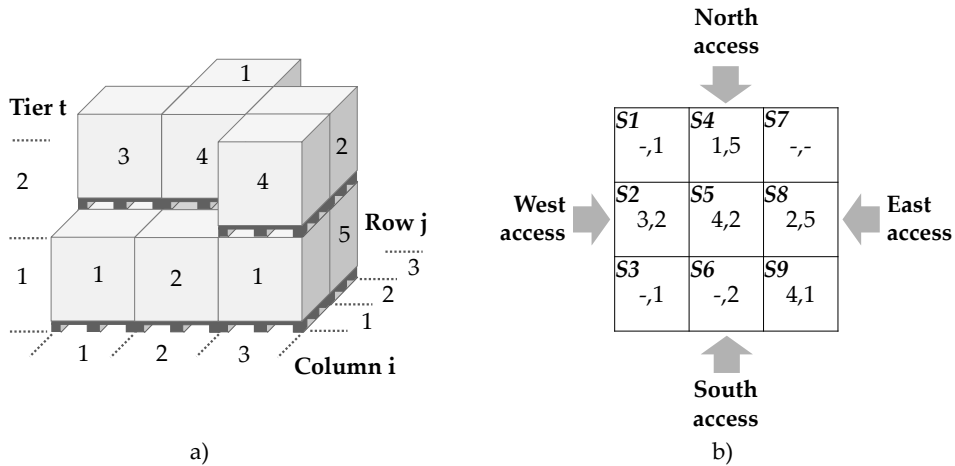 1
Tier t
3
4
2
2
4
5
Row j
1
1
2
1
3
2
1
1
2
3
Column i
a)
North
access
S1
S4
S7
-,1
1,5
-,-
West
access
S2
S5
S8
3,2
4,2
2,5
East
access
S3
S6
S9
-,1
-,2
4,1
South
access
b)